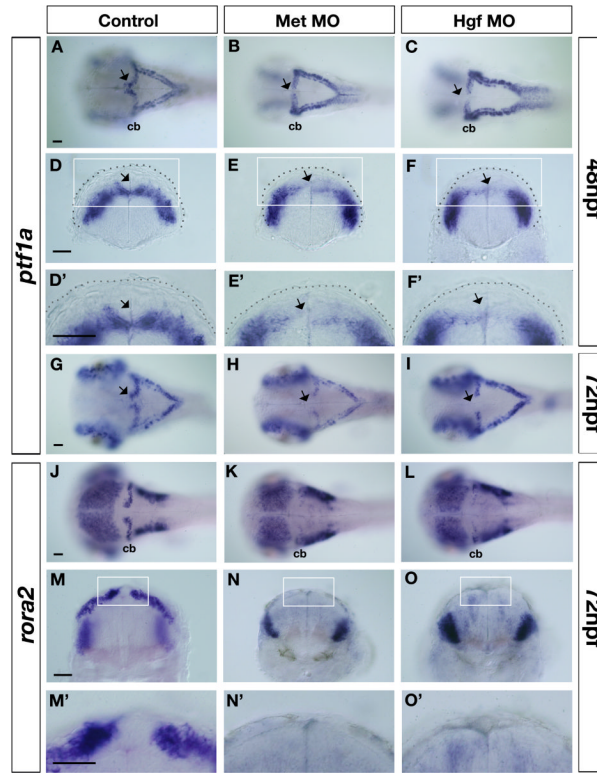 Control
Met MO
Hgf MO
A
B
C
cb
cb
cb
D
E
F
D'
E'
F'
48hpf
ptf1a
G
H
I
72hpf
J
K
L
cb
cb
cb
M
N
O
M'
N'
O'
rora2
72hpf